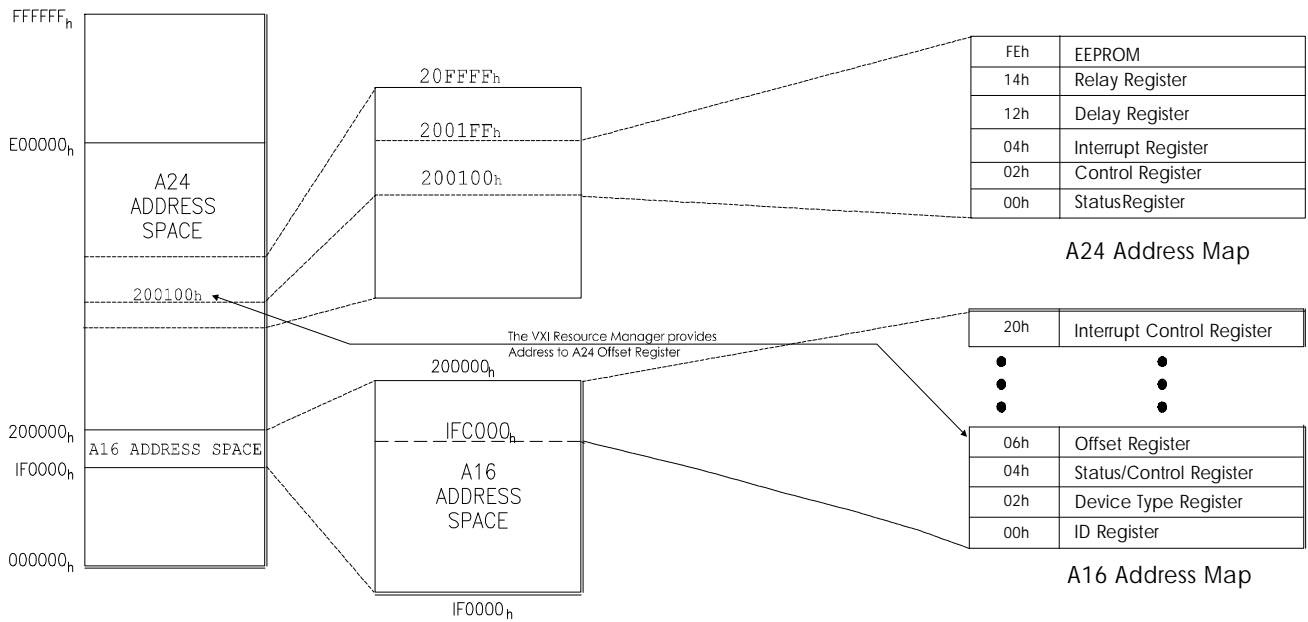 FFFFFFh
E00000h
A24
ADDRESS
SPACE
200100h
200000h
A16 ADDRESS SPACE
IF0000h
000000h
20FFFFh
2001FFh
200100h
The VXI Resource Manager provides
Address to A24 Offset Register
200000h
IFC000h
A16
ADDRESS
SPACE
IF0000h
FEh EEPROM
14h Relay Register
12h Delay Register
04h Interrupt Register
02h Control Register
00h StatusRegister
A24 Address Map
20h Interrupt Control Register
06h Offset Register
04h Status/Control Register
02h Device Type Register
00h ID Register
A16 Address Map